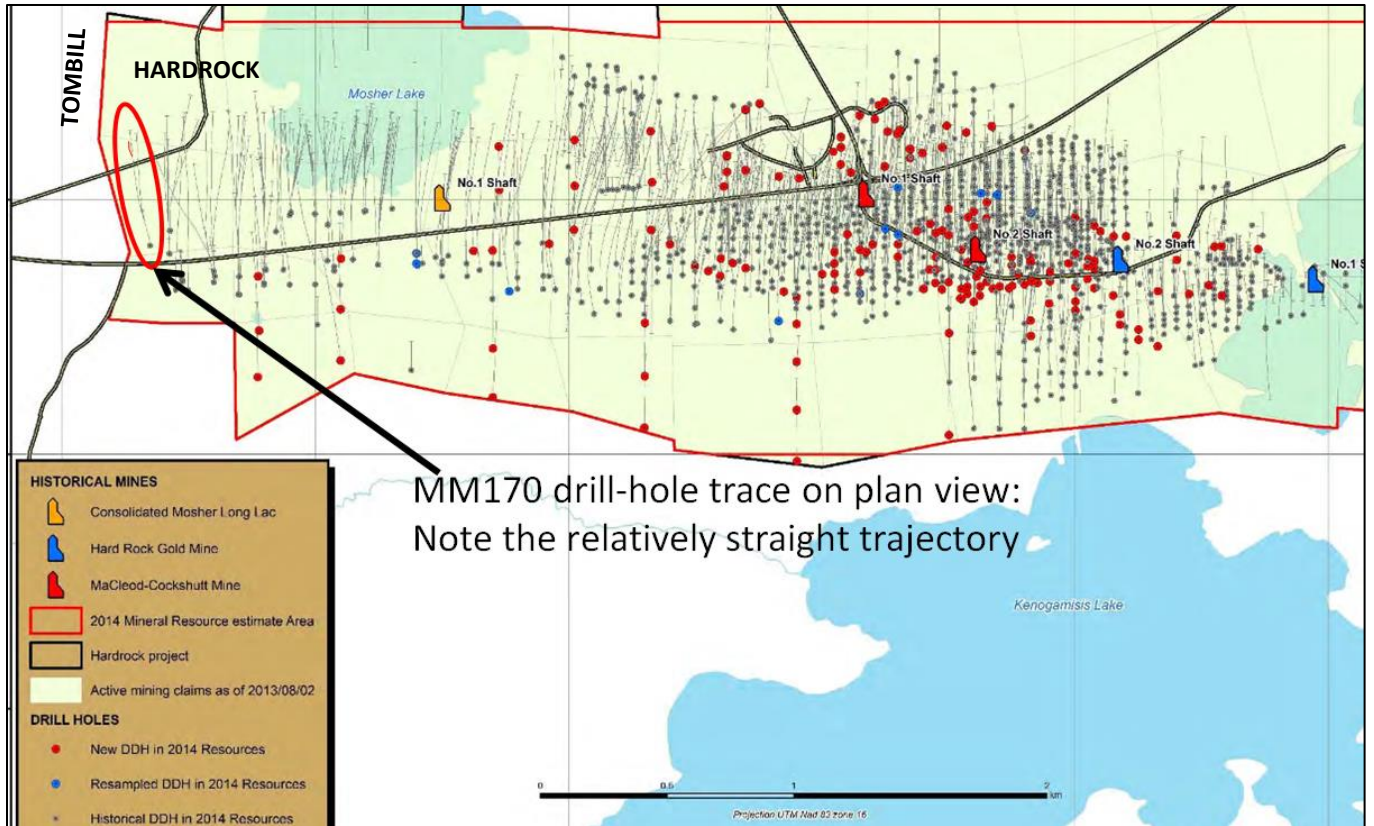 TOMBILL
HARDROCK
Mosher Lake
No.1 Shaft
No.1 Shaft
No.2 Shaft
No.2 Shaft
No.1 S
MM170 drill-hole trace on plan view:
Note the relatively straight trajectory
HISTORICAL MINES
Consolidated Mosher Long Lac
Hard Rock Gold Mine
MaCleod-Cockshutt Mine
2014 Mineral Resource estimate Area
Hardrock project
Active mining claims as of 2013/08/02
DRILL HOLES
New DDH in 2014 Resources
Resampled DDH in 2014 Resources
Historical DDH in 2014 Resources
Kenogamisis Lake
0 0.5 1 2
km
Projection UTM Nad 83 zone 16